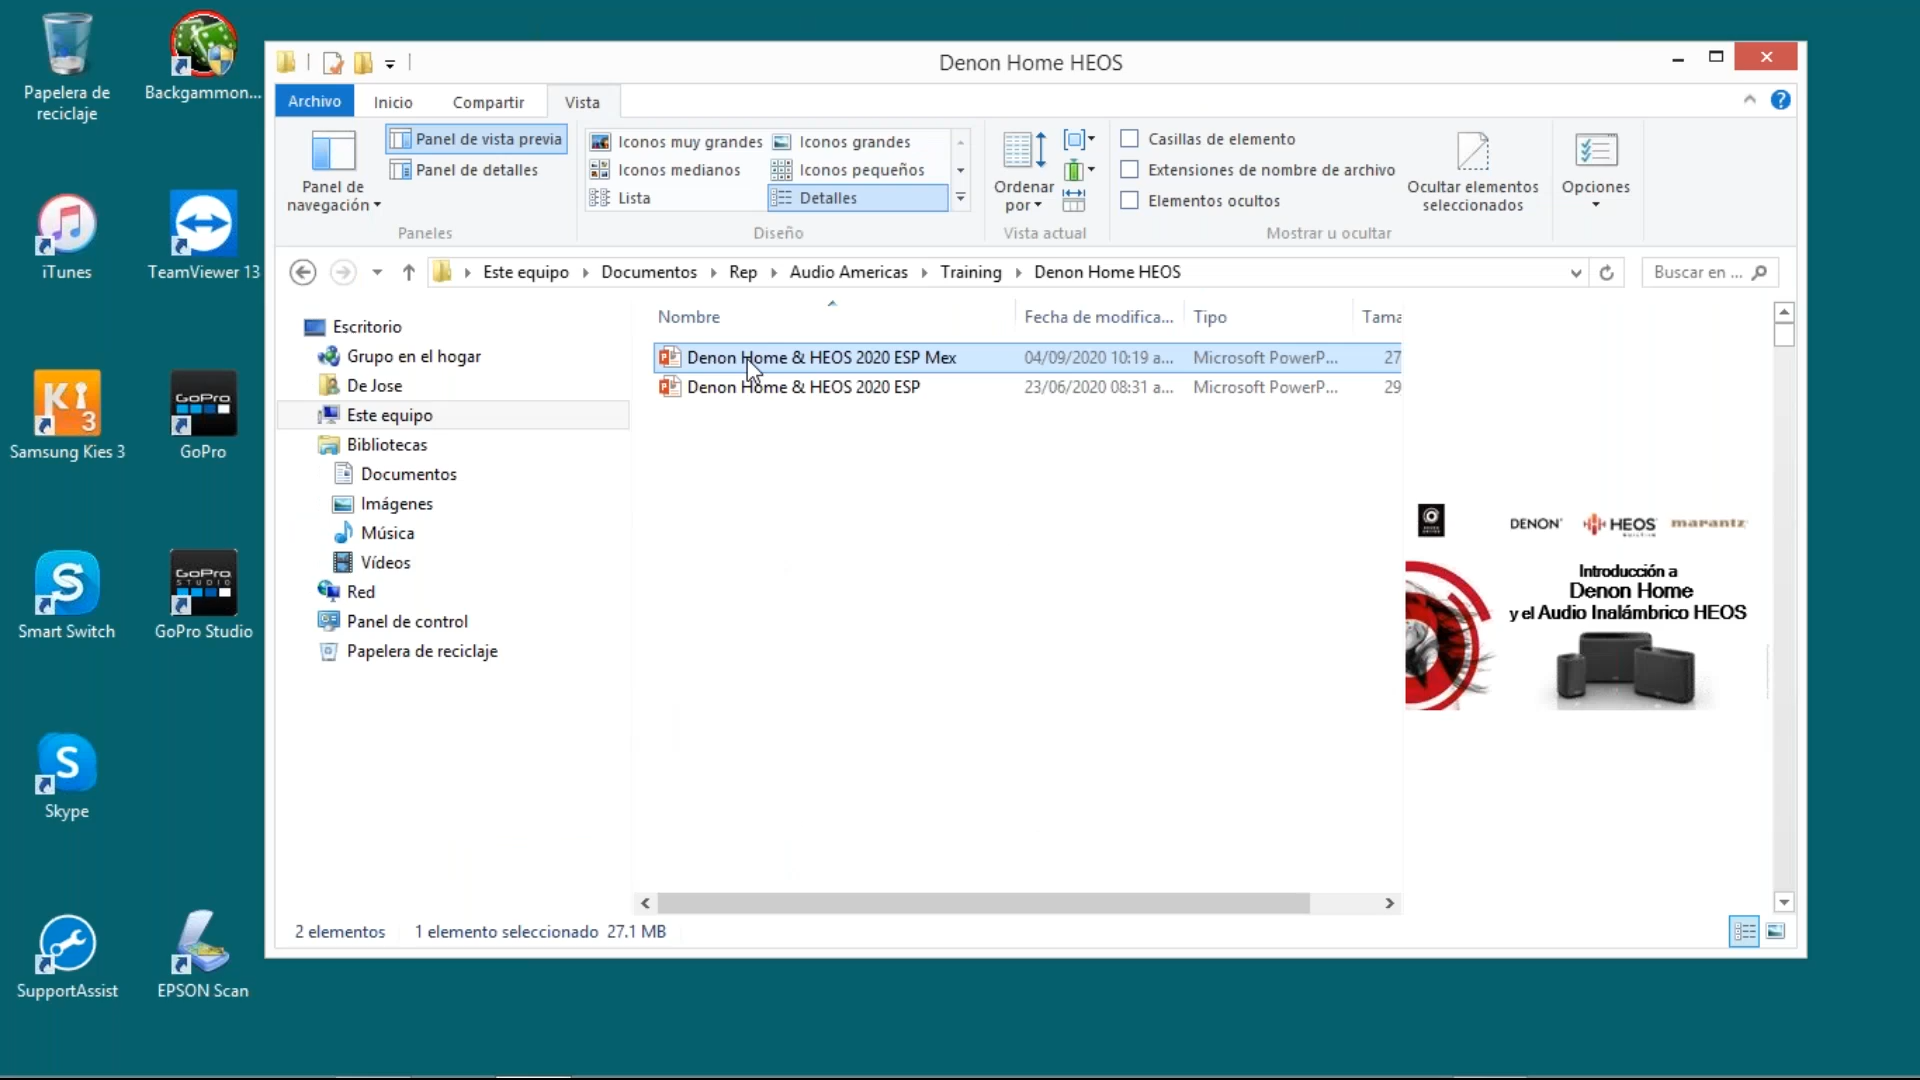 Papelera de
reciclaje
Backgammon...
iTunes
TeamViewer 13
Samsung Kies 3
GoPro
GoPro
Smart Switch
GoPro
STUDIO
GoPro Studio
Skype
SupportAssist
EPSON Scan
Denon Home HEOS
Archivo
Inicio
Compartir
Vista
Panel de
navegación
Panel de vista previa
Panel de detalles
Paneles
Iconos muy grandes
Iconos grandes
Iconos medianos
Iconos pequeños
Lista
Detalles
Diseño
Ordenar
por
Vista actual
Casillas de elemento
Extensiones de nombre de archivo
Elementos ocultos
Ocultar elementos
seleccionados
Mostrar u ocultar
Opciones
Este equipo
Documentos
Rep
Audio Americas
Training
Denon Home HEOS
Buscar en ...
Escritorio
Grupo en el hogar
De Jose
Este equipo
Bibliotecas
Documentos
Imágenes
Música
Vídeos
Red
Panel de control
Papelera de reciclaje
Nombre
Fecha de modifica...
Tipo
Tama
Denon Home & HEOS 2020 ESP Mex
04/09/2020 10:19 a...
Microsoft PowerP...
27
Denon Home & HEOS 2020 ESP
23/06/2020 08:31 a...
Microsoft PowerP...
29
DENON
HEOS
marantz
Introducción a
Denon Home
y el Audio Inalámbrico HEOS
2 elementos
1 elemento seleccionado 27.1 MB